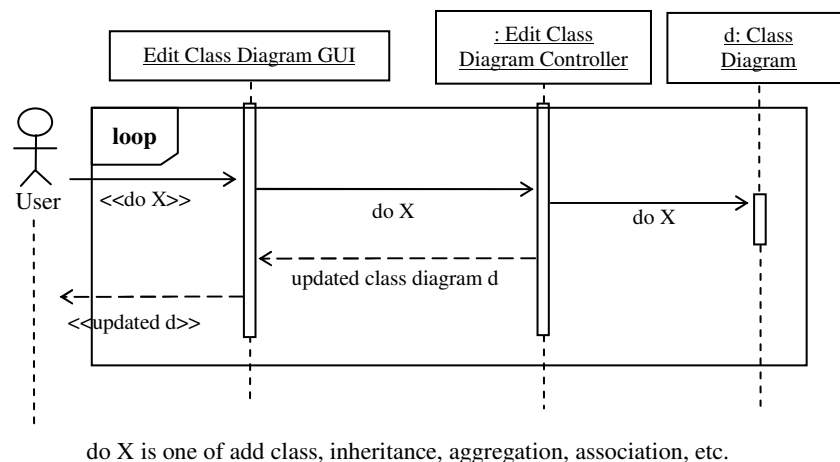 Edit Class Diagram GUI
: Edit Class
Diagram Controller
d: Class
Diagram
loop
User
<<do X>>
do X
do X
updated class diagram d
<<updated d>>
do X is one of add class, inheritance, aggregation, association, etc.